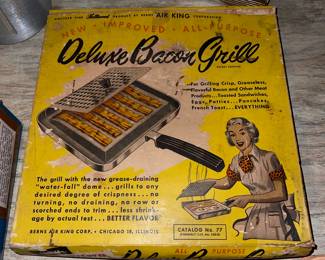 ANOTHER FINE National PRODUCT OF BERNS AIR KING CORPORATION
NEW - IMPROVED - ALL-PURPOSE
Deluxe Bacon Grill
For Grilling Crisp, Greaseless,
Flavorful Bacon and Other Meat
Products...Toasted Sandwiches,
Eggs, Patties...Pancakes,
French Toast...EVERYTHING
The grill with the new grease-draining
"water-fall" dome...grills to any
desired degree of crispness...no
turning, no draining, no raw or
scorched ends to trim...less shrink-
age by actual test...BETTER FLAVOR
BERNS AIR KING CORP. • CHICAGO 18, ILLINOIS
CATALOG No. 77
ALL PURPOSE